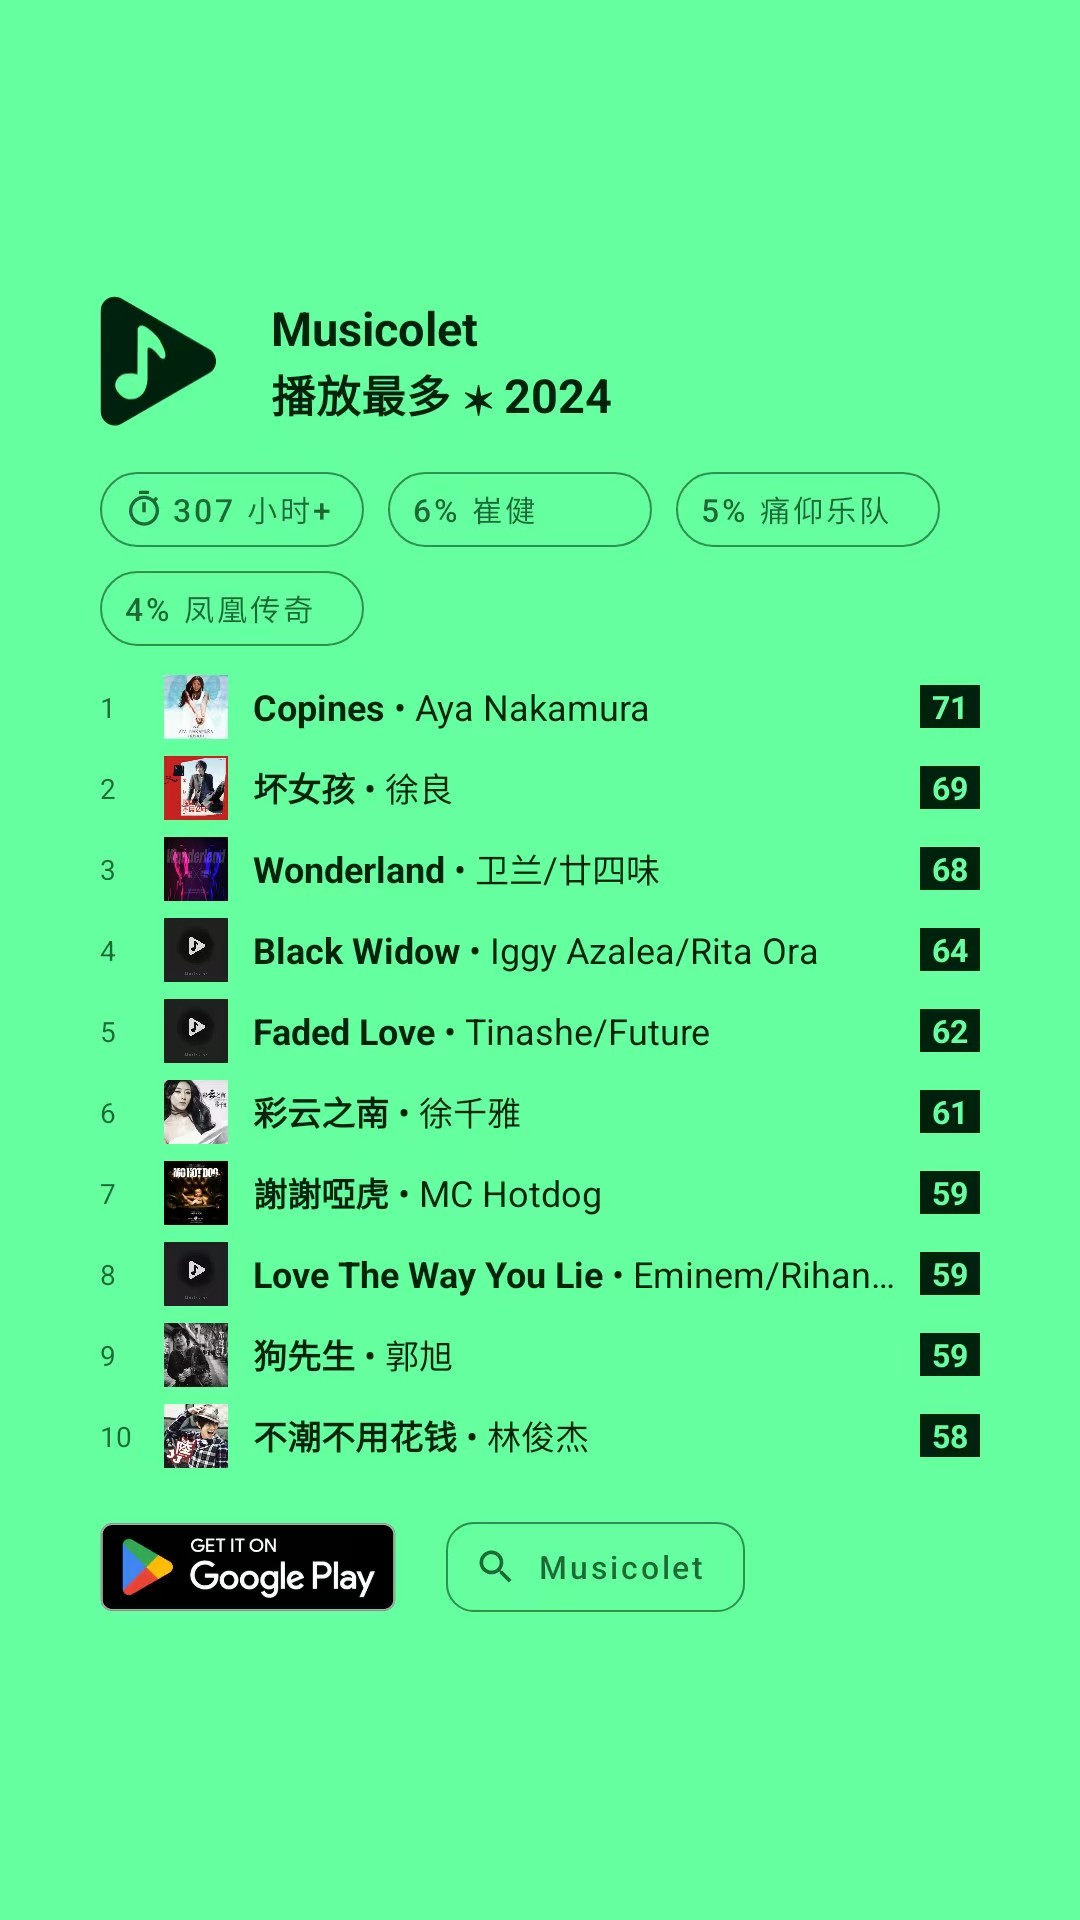 Musicolet
播放最多 ✶ 2024
307 小时+
6% 崔健
5% 痛仰乐队
4% 凤凰传奇
1 Copines • Aya Nakamura 71
2 坏女孩 • 徐良 69
3 Wonderland • 卫兰/廿四味 68
4 Black Widow • Iggy Azalea/Rita Ora 64
5 Faded Love • Tinashe/Future 62
6 彩云之南 • 徐千雅 61
7 謝謝啞虎 • MC Hotdog 59
8 Love The Way You Lie • Eminem/Rihan... 59
9 狗先生 • 郭旭 59
10 不潮不用花钱 • 林俊杰 58
GET IT ON
Google Play
Musicolet